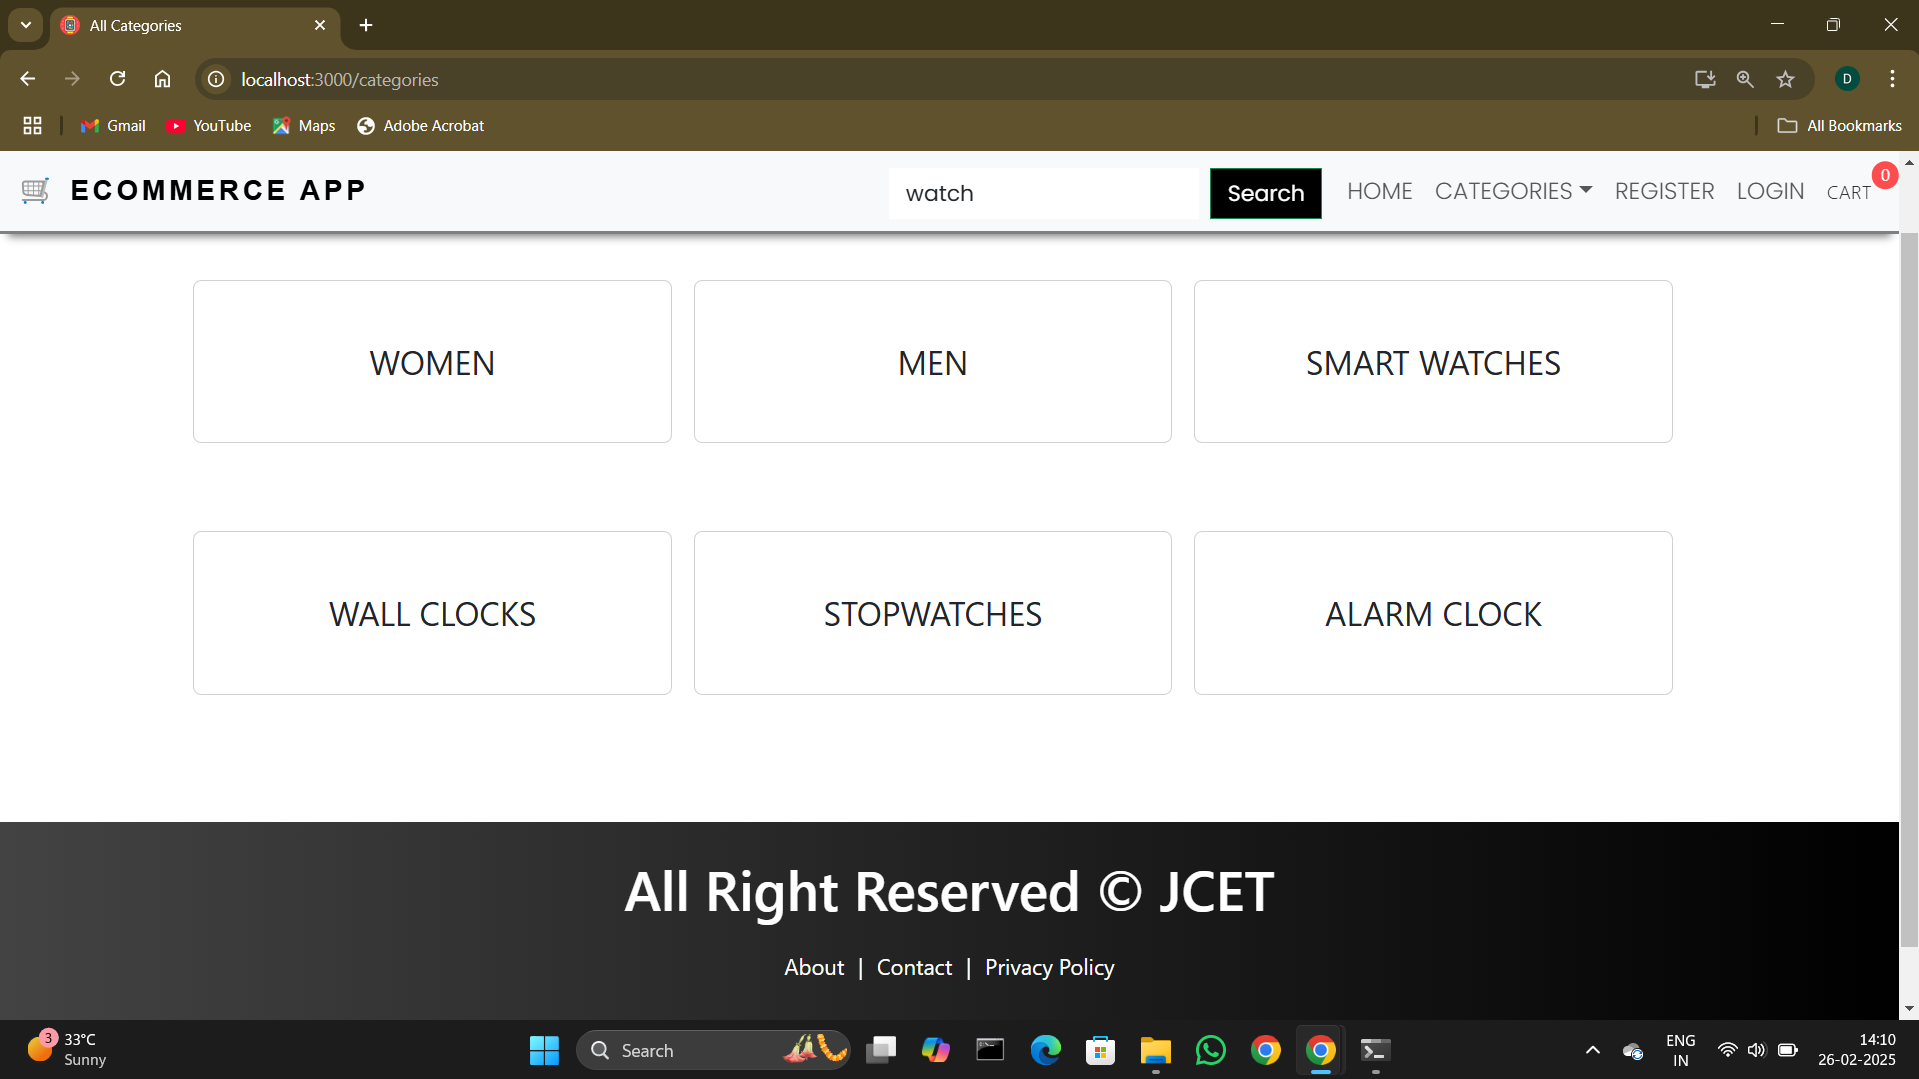 All Categories
localhost:3000/categories
Gmail YouTube Maps Adobe Acrobat All Bookmarks
D
ECOMMERCE APP watch Search HOME CATEGORIES REGISTER LOGIN CART 0
WOMEN MEN SMART WATCHES
WALL CLOCKS STOPWATCHES ALARM CLOCK
All Right Reserved © JCET
About | Contact | Privacy Policy
3 33°C
Sunny
Search
ENG
IN
14:10
26-02-2025